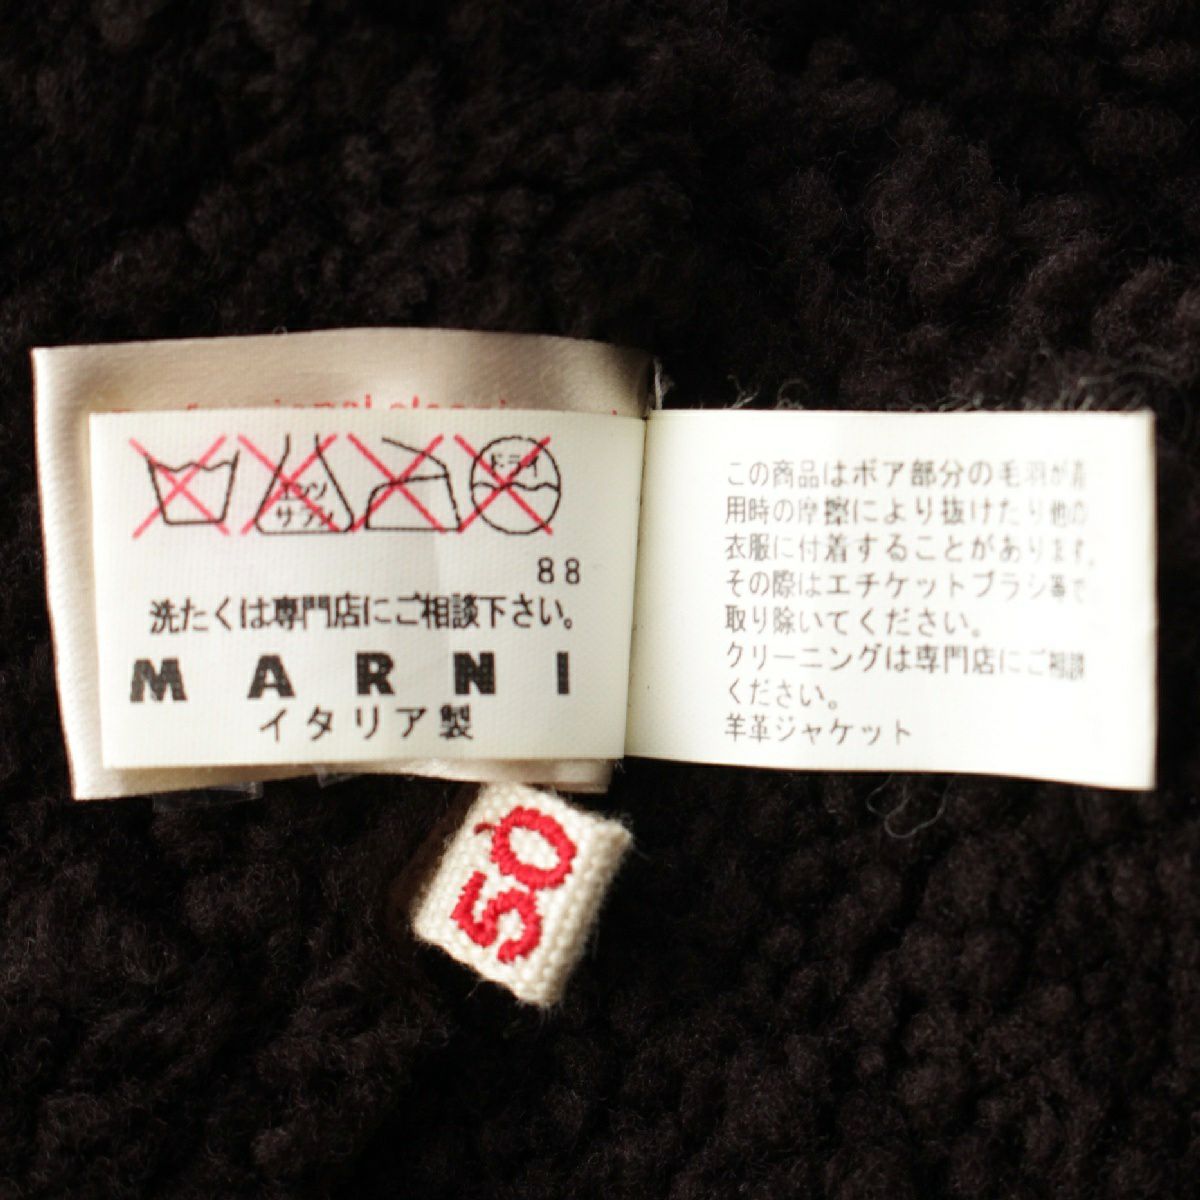 professional cleaning
エンソ
サラシ
ドライ
88
洗たくは専門店にご相談下さい。
MARNI
イタリア製
この商品はボア部分の毛羽が着
用時の摩擦により抜けたり他の
衣服に付着することがあります。
その際はエチケットブラシ等で
取り除いてください。
クリーニングは専門店にご相談
ください。
羊革ジャケット
50